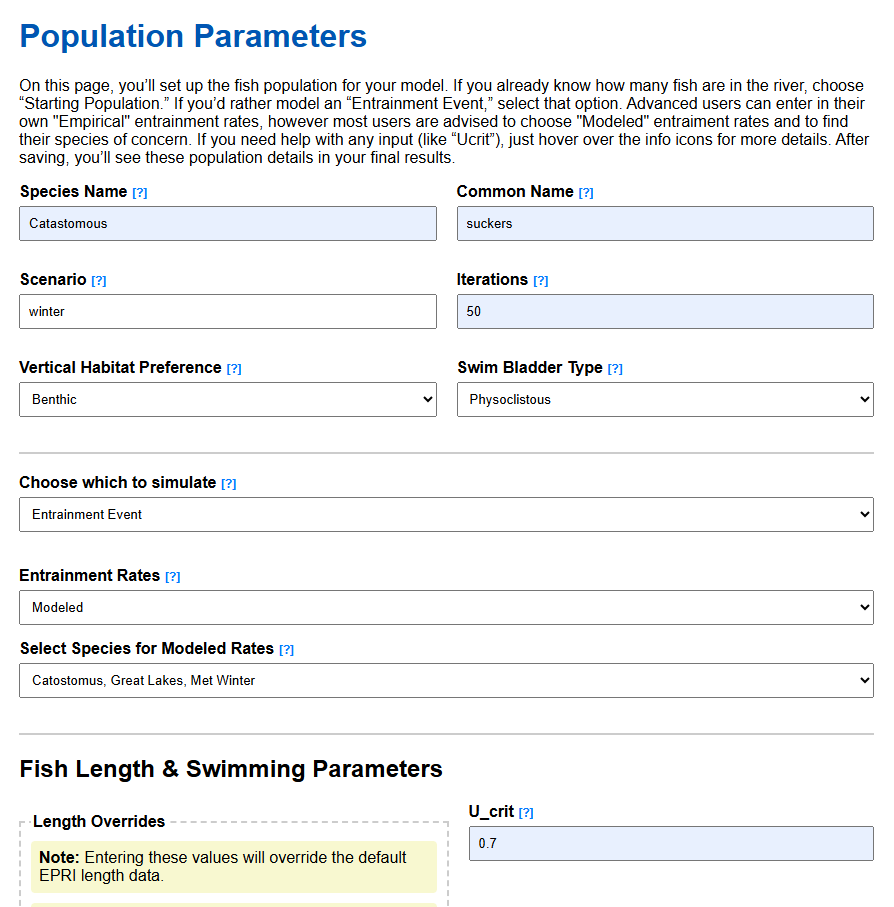 Population Parameters
On this page, you’ll set up the fish population for your model. If you already know how many fish are in the river, choose
“Starting Population.” If you’d rather model an “Entrainment Event,” select that option. Advanced users can enter in their
own "Empirical" entrainment rates, however most users are advised to choose "Modeled" entraiment rates and to find
their species of concern. If you need help with any input (like “Ucrit”), just hover over the info icons for more details. After
saving, you’ll see these population details in your final results.
Species Name [?] Common Name [?]
Catastomous suckers
Scenario [?] Iterations [?]
winter 50
Vertical Habitat Preference [?] Swim Bladder Type [?]
Benthic Physoclistous
Choose which to simulate [?]
Entrainment Event
Entrainment Rates [?]
Modeled
Select Species for Modeled Rates [?]
Catostomus, Great Lakes, Met Winter
Fish Length & Swimming Parameters
Length Overrides
Note: Entering these values will override the default
EPRI length data.
U_crit [?]
0.7